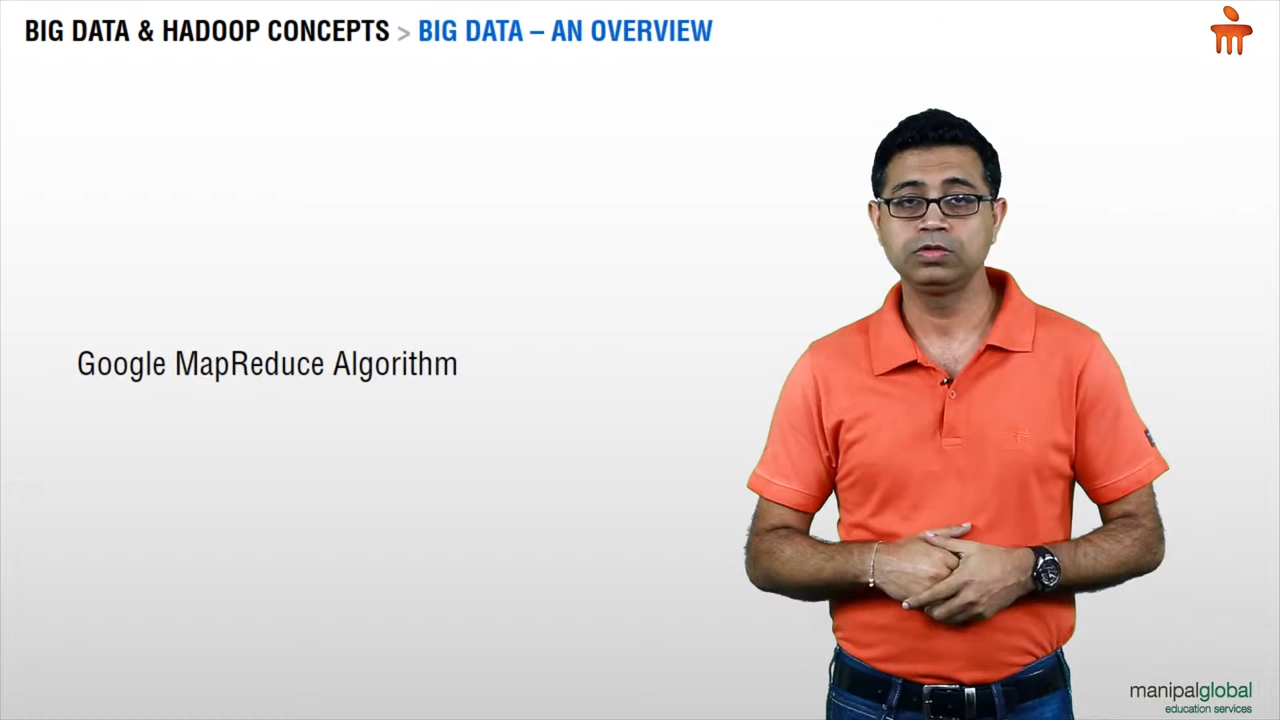 BIG DATA & HADOOP CONCEPTS > BIG DATA – AN OVERVIEW
Google MapReduce Algorithm
manipalglobal
education services